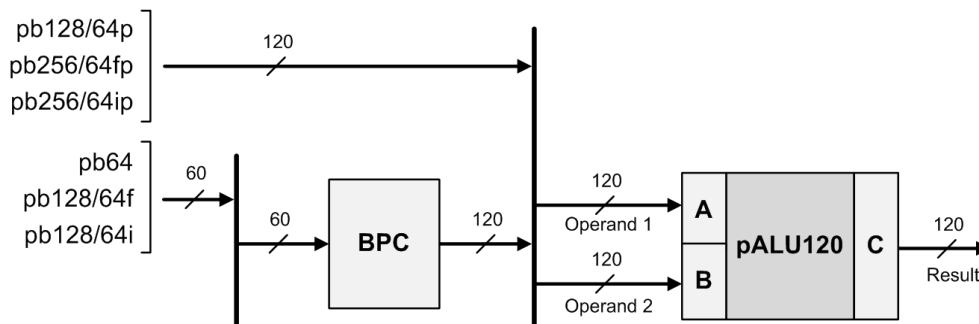 pb128/64p
120
pb256/64fp
pb256/64ip
pb64
60
pb128/64f
pb128/64i
60
BPC
120
120
Operand 1
120
Operand 2
A
B
pALU120
C
120
Result